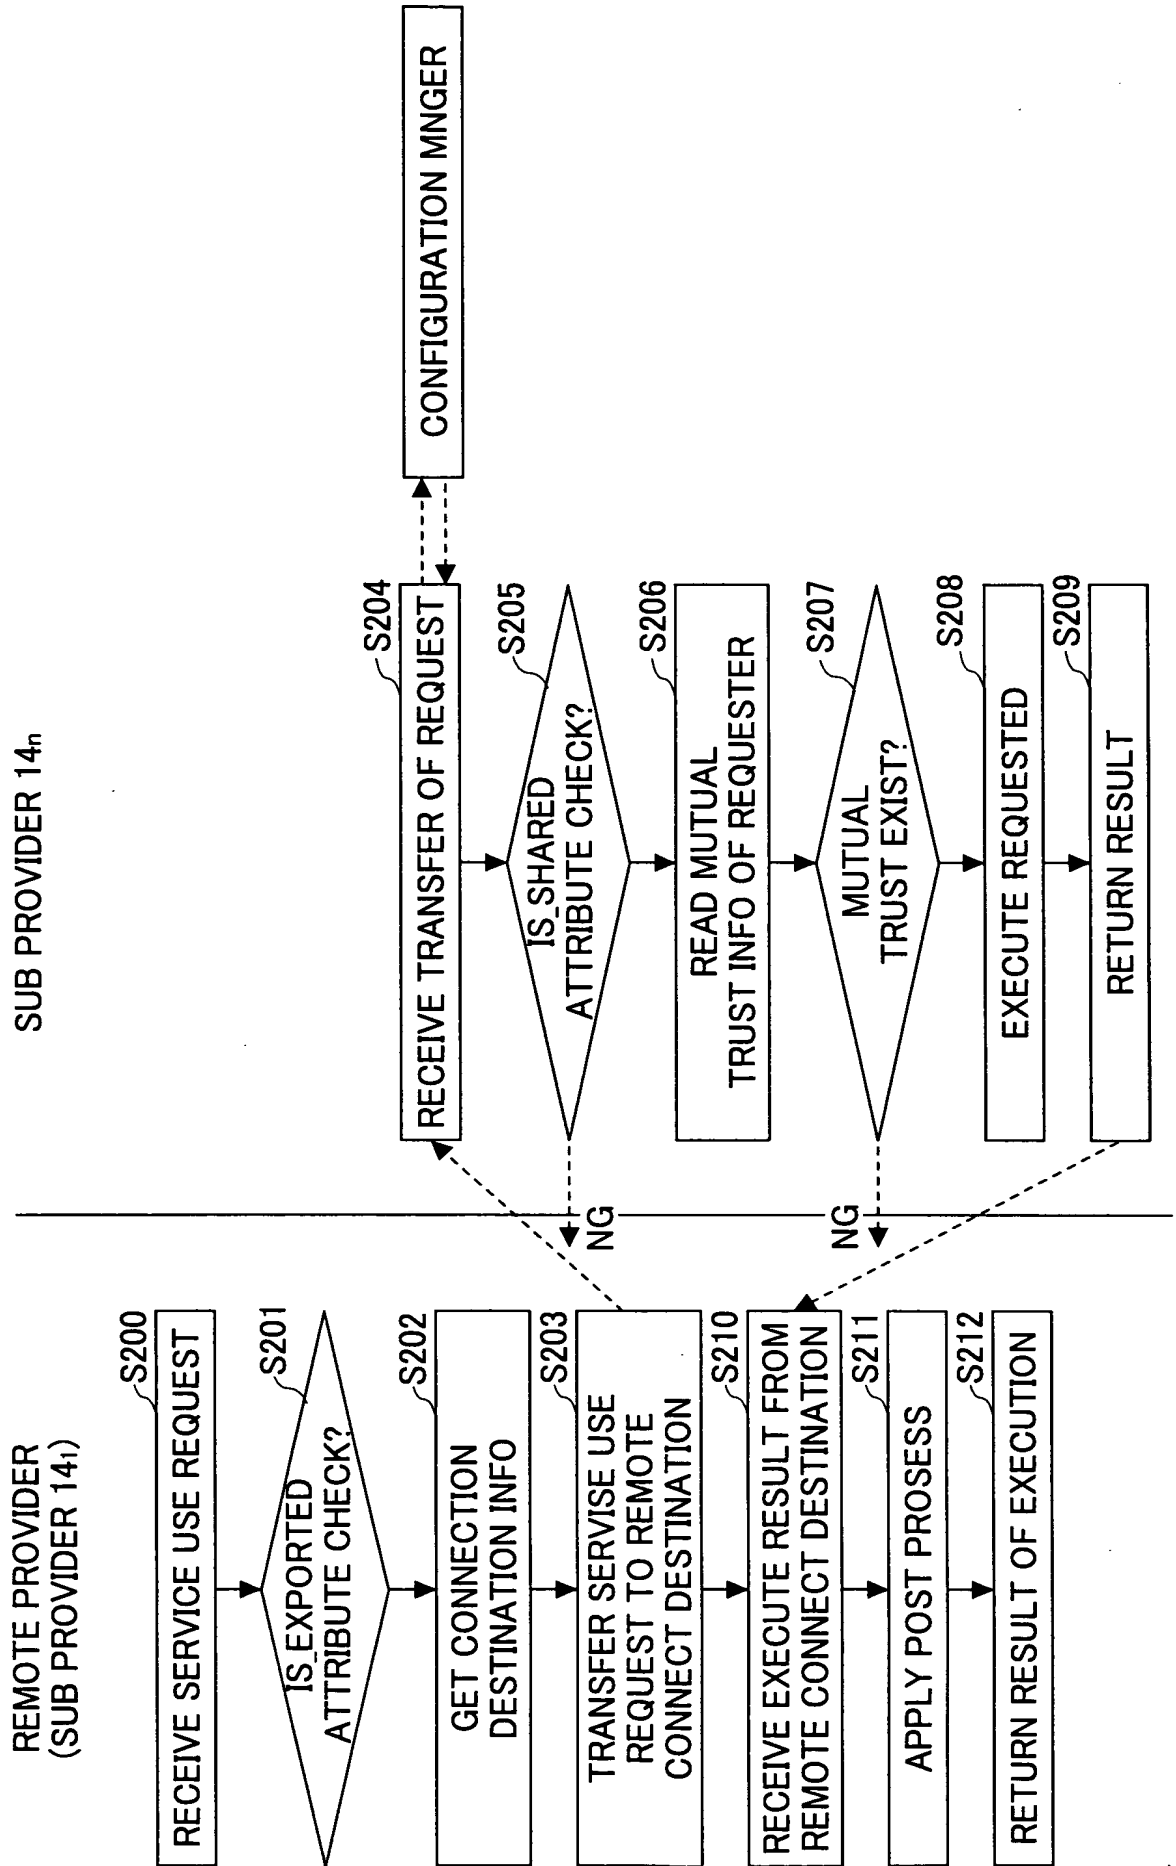 REMOTE PROVIDER
(SUB PROVIDER 14₁)
S200
RECEIVE SERVICE USE REQUEST
S201
IS_EXPORTED
ATTRIBUTE CHECK?
S202
GET CONNECTION
DESTINATION INFO
S203
TRANSFER SERVISE USE
REQUEST TO REMOTE
CONNECT DESTINATION
S210
RECEIVE EXECUTE RESULT FROM
REMOTE CONNECT DESTINATION
S211
APPLY POST PROSESS
S212
RETURN RESULT OF EXECUTION
SUB PROVIDER 14n
S204
RECEIVE TRANSFER OF REQUEST
S205
IS_SHARED
ATTRIBUTE CHECK?
NG
S206
READ MUTUAL
TRUST INFO OF REQUESTER
S207
MUTUAL
TRUST EXIST?
NG
S208
EXECUTE REQUESTED
S209
RETURN RESULT
CONFIGURATION MNGER